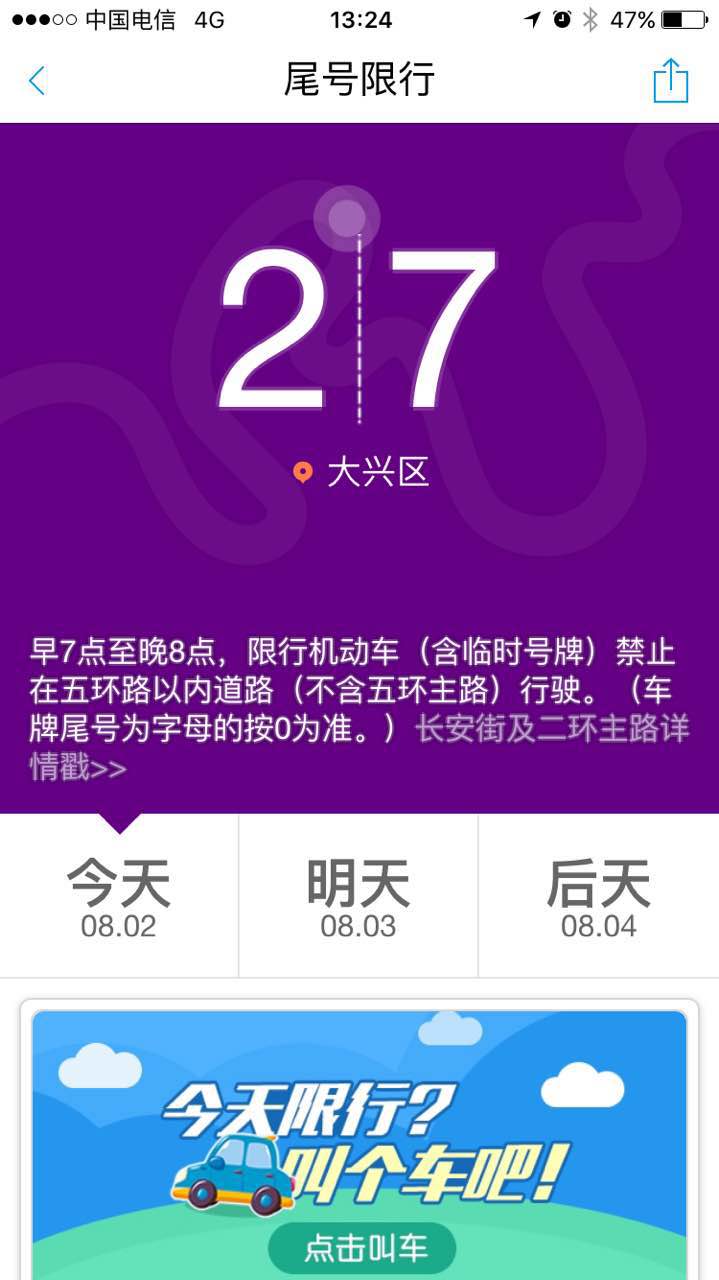 中国电信 4G 13:24 47%
尾号限行
2 7
大兴区
早7点至晚8点，限行机动车（含临时号牌）禁止
在五环路以内道路（不含五环主路）行驶。（车
牌尾号为字母的按0为准。）长安街及二环主路详
情戳>>
今天 明天 后天
08.02 08.03 08.04
今天限行?
叫个车吧!
点击叫车